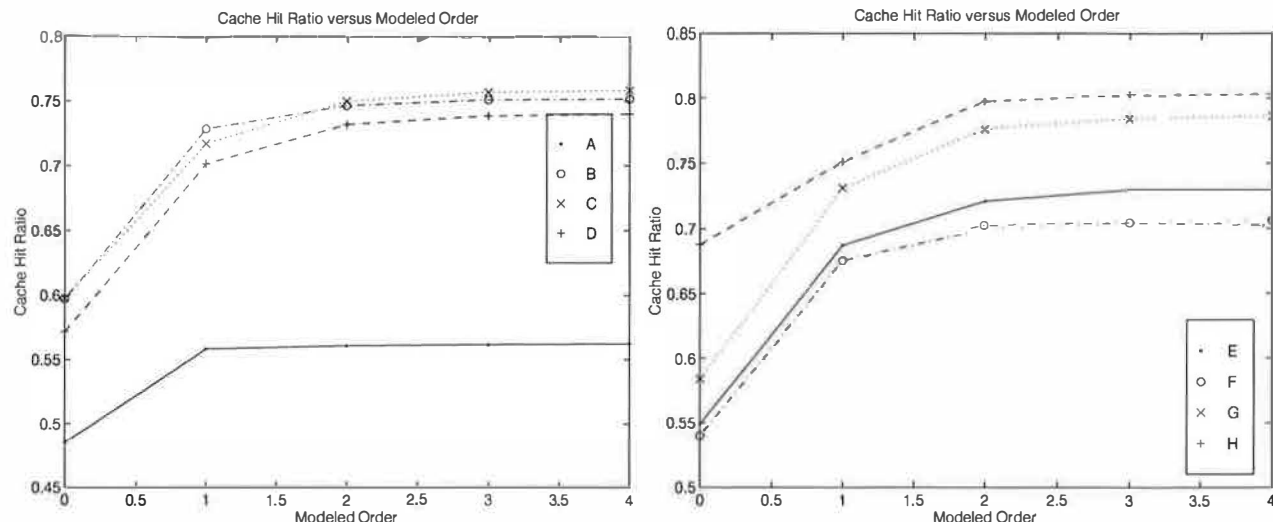 Cache Hit Ratio versus Modeled Order
0.8
0.75
0.7
0.65
0.6
0.55
0.5
0.45
Cache Hit Ratio
A
B
C
D
0 0.5 1 1.5 2 2.5 3 3.5 4
Modeled Order
Cache Hit Ratio versus Modeled Order
0.85
0.8
0.75
0.7
0.65
0.6
0.55
0.5
Cache Hit Ratio
E
F
G
H
0 0.5 1 1.5 2 2.5 3 3.5 4
Modeled Order